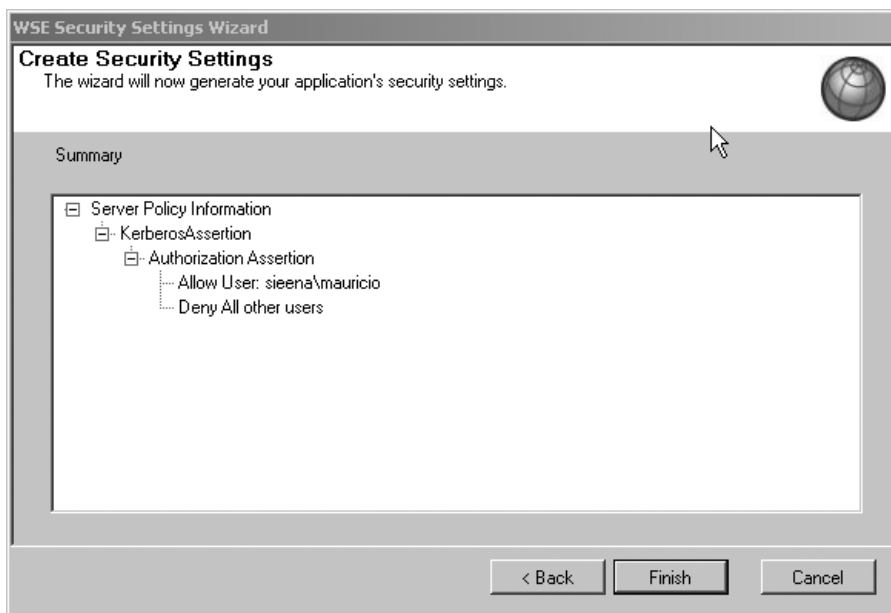 WSE Security Settings Wizard
Create Security Settings
The wizard will now generate your application's security settings.
Summary
Server Policy Information
KerberosAssertion
Authorization Assertion
Allow User: sieena\mauricio
Deny All other users
< Back Finish Cancel